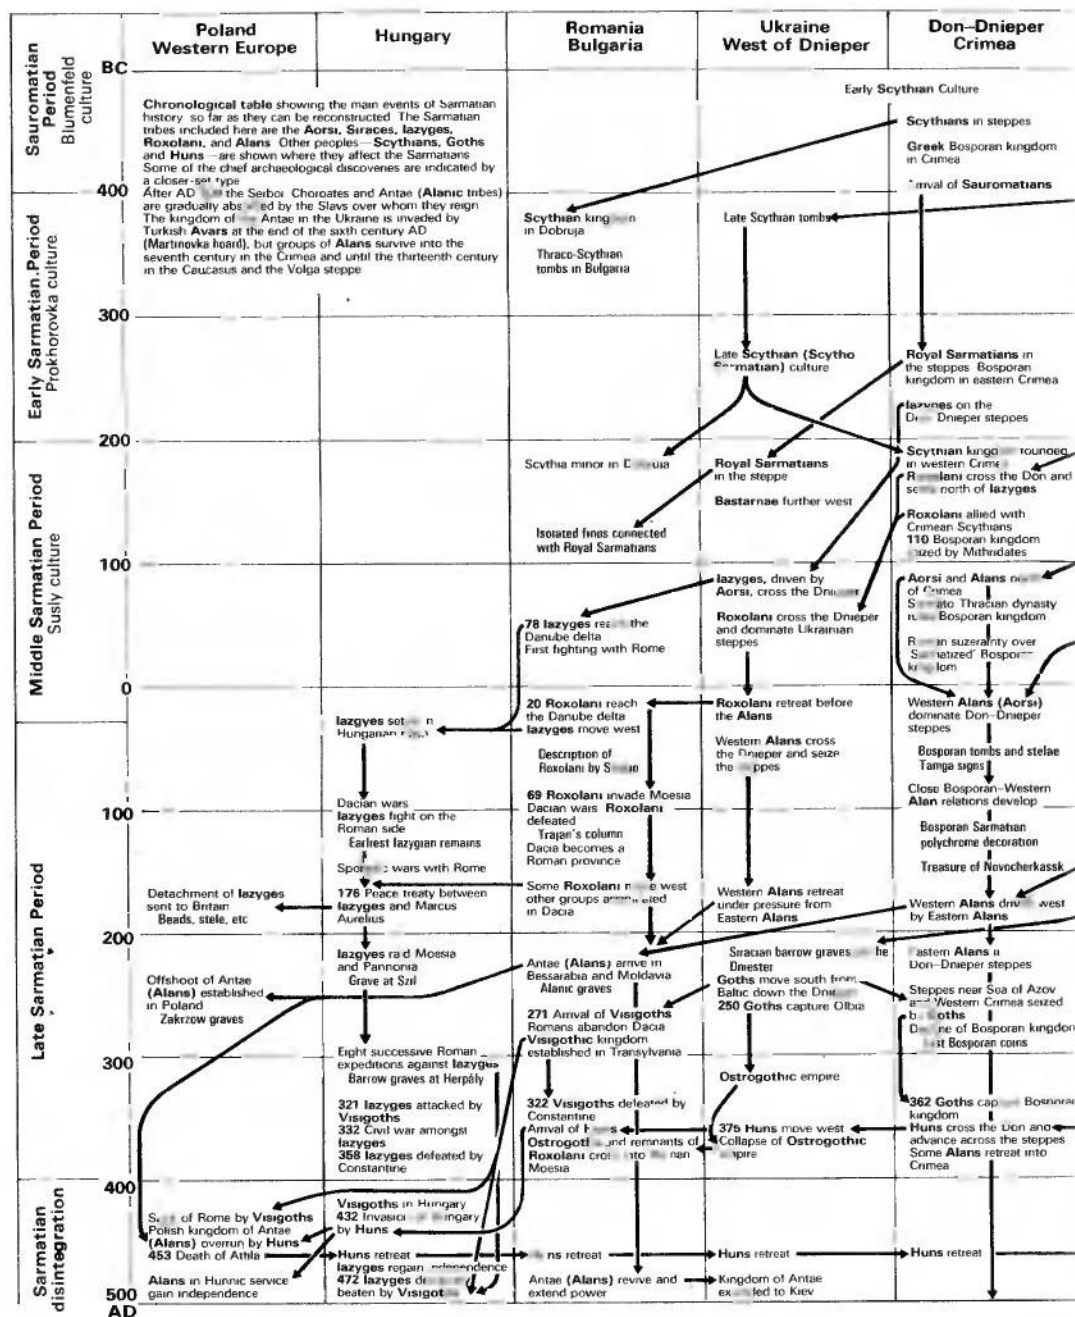 Poland
Western Europe
Hungary
Romania
Bulgaria
Ukraine
West of Dnieper
Don–Dnieper
Crimea
Sauromatian
Period
Blumenfeld
culture
Early Sarmatian Period
Prokhorovka culture
Middle Sarmatian Period
Susly culture
Late Sarmatian Period
Sarmatian
disintegration
BC
400
300
200
100
0
100
200
300
400
500
AD
Chronological table showing the main events of Sarmatian
history so far as they can be reconstructed The Sarmatian
tribes included here are the Aorsi, Siraces, Iazyges,
Roxolani, and Alans Other peoples—Scythians, Goths
and Huns—are shown where they affect the Sarmatians
Some of the chief archaeological discoveries are indicated by
a closer-set type
After AD the Serboi Choroates and Antae (Alanic tribes)
are gradually by the Slavs over whom they reign
The kingdom of Antae in the Ukraine is invaded by
Turkish Avars at the end of the sixth century AD
(Martinovka hoard), but groups of Alans survive into the
seventh century in the Crimea and until the thirteenth century
in the Caucasus and the Volga steppe
Detachment of Iazyges
sent to Britain
Beads, stele, etc
Offshoot of Antae
(Alans) established
in Poland
Zakrzow graves
of Rome by Visigoths
Polish kingdom of Antae
(Alans) overrun by Huns
453 Death of Attila
Alans in Hunnic service
gain independence
Iazgyes
Hungarian
Dacian wars
Iazyges fight on the
Roman side
Earliest Iazygian remains
wars with Rome
176 Peace treaty between
Iazyges and Marcus
Aurelius
Iazyges raid Moesia
and Pannonia
Grave at Szil
Eight successive Roman
expeditions against Iazyges
Barrow graves at Herpály
321 Iazyges attacked by
Visigoths
332 Civil war amongst
Iazyges
358 Iazyges defeated by
Constantine
Visigoths in Hungary
432 Invasion
by Huns
Huns retreat
Iazyges regain independence
472 Iazyges
beaten by Visigoths
Scythian
in Dobruja
Thraco-Scythian
tombs in Bulgaria
Scythia minor in
Isolated finds connected
with Royal Sarmatians
78 Iazyges the
Danube delta
First fighting with Rome
20 Roxolani reach
the Danube delta
Iazyges move west
Description of
Roxolani by
69 Roxolani invade Moesia
Dacian wars Roxolani
defeated
Trajan's column
Dacia becomes a
Roman province
Some Roxolani west
other groups
in Dacia
Antae (Alans) arrive in
Bessarabia and Moldavia
Alanic graves
271 Arrival of Visigoths
Romans abandon Dacia
Visigothic kingdom
established in Transylvania
322 Visigoths defeated by
Constantine
Arrival of
and remnants of
Roxolani
Moesia
retreat
Antae (Alans) revive and
extend power
Late Scythian tombs
Late Scythian (Scytho
culture
Royal Sarmatians
in the steppe
Bastarnae further west
Iazyges, driven by
Aorsi, cross the
Roxolani cross the Dnieper
and dominate Ukrainian
steppes
Roxolani retreat before
the Alans
Western Alans cross
the Dnieper and seize
the
Western Alans retreat
under pressure from
Eastern Alans
Siracian barrow graves
Dniester
Goths move south from
Baltic down the
250 Goths capture Olbia
Ostrogothic empire
375 Huns move west
Collapse of Ostrogothic
Huns retreat
Kingdom of Antae
to Kiev
Early Scythian Culture
Scythians in steppes
Greek Bosporan kingdom
in Crimea
of Sauromatians
Royal Sarmatians in
the steppes Bosporan
kingdom in eastern Crimea
Iazyges on the
Dnieper steppes
Scythian
in western
cross the Don and
north of Iazyges
Roxolani allied with
Crimean Scythians
110 Bosporan kingdom
by Mithridates
Aorsi and Alans
of
Thracian dynasty
Bosporan kingdom
suzerainty over
Western Alans (Aorsi)
dominate Don–Dnieper
steppes
Bosporan tombs and stelae
Tamga signs
Close Bosporan–Western
Alan relations develop
Bosporan Sarmatian
polychrome decoration
Treasure of Novocherkassk
Western Alans west
by Eastern Alans
Eastern Alans
Don–Dnieper steppes
Steppes near Sea of Azov
and Western Crimea seized
Goths
of Bosporan kingdom
Bosporan coins
362 Goths Bosporan
kingdom
Huns cross the Don and
advance across the steppes
Some Alans retreat into
Crimea
Huns retreat